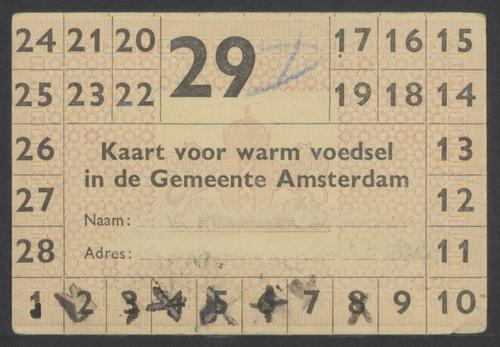 24 21 20 29 17 16 15
25 23 22 19 18 14
26 13
Kaart voor warm voedsel
in de Gemeente Amsterdam
27 12
Naam:
28 Adres: 11
1 2 3 4 5 6 7 8 9 10